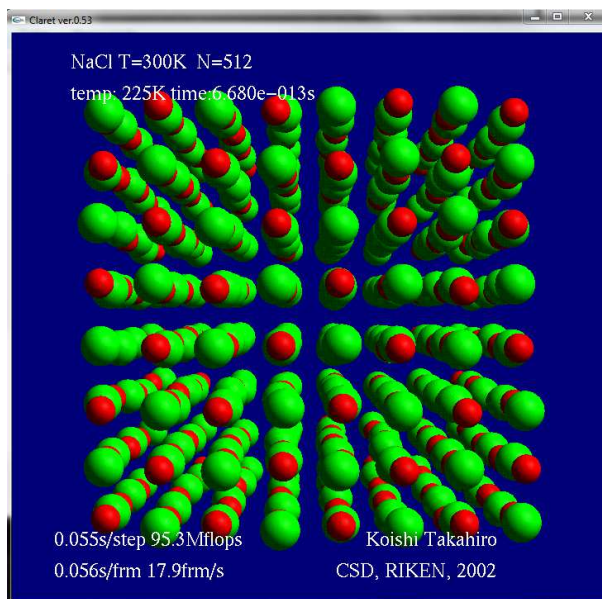 Claret ver.0.53
NaCl T=300K N=512
temp: 225K time:6.680e-013s
0.055s/step 95.3Mflops
Koishi Takahiro
0.056s/frm 17.9frm/s
CSD, RIKEN, 2002